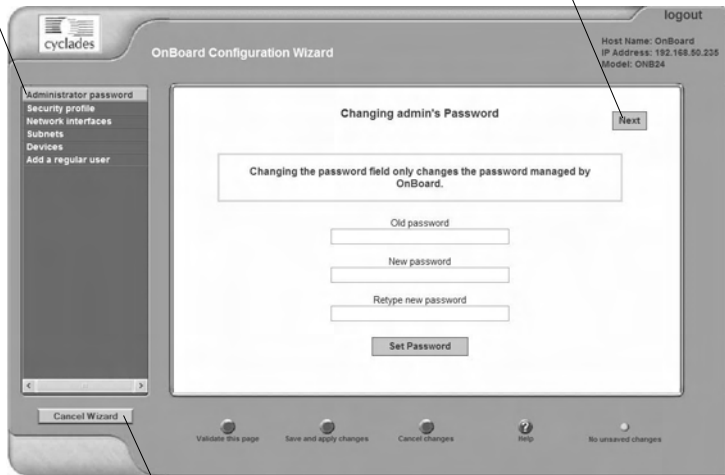 logout
cyclades
OnBoard Configuration Wizard
Host Name: OnBoard
IP Address: 192.168.50.235
Model: ONB24
Administrator password
Security profile
Network interfaces
Subnets
Devices
Add a regular user
Changing admin's Password
Next
Changing the password field only changes the password managed by
OnBoard.
Old password
New password
Retype new password
Set Password
Cancel Wizard
Validate this page
Save and apply changes
Cancel changes
?
Help
No unsaved changes